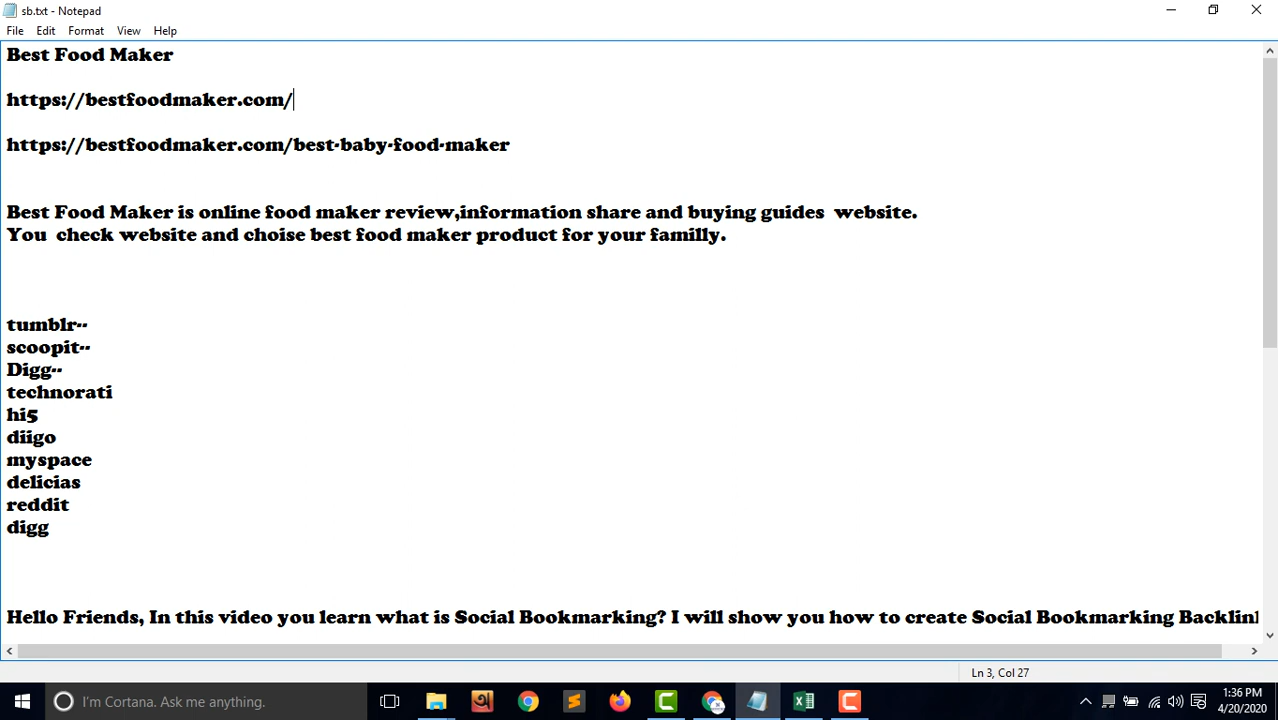 sb.txt - Notepad
File Edit Format View Help
Best Food Maker
https://bestfoodmaker.com/
https://bestfoodmaker.com/best-baby-food-maker
Best Food Maker is online food maker review,information share and buying guides  website.
You  check website and choise best food maker product for your familly.
tumblr--
scoopit--
Digg--
technorati
hi5
diigo
myspace
delicias
reddit
digg
Hello Friends, In this video you learn what is Social Bookmarking? I will show you how to create Social Bookmarking Backlin
Ln 3, Col 27
I'm Cortana. Ask me anything.
1:36 PM
4/20/2020